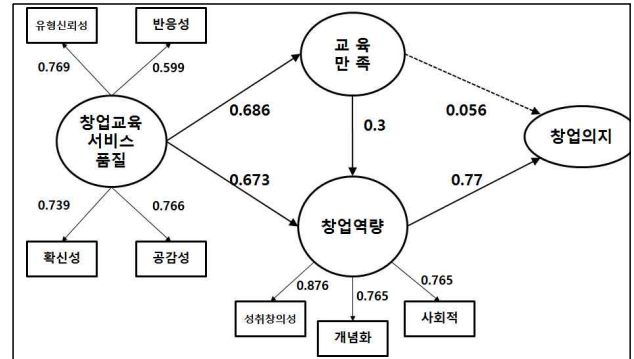 유형신뢰성
반응성
0.769
0.599
교 육
만 족
창업교육
서비스
품질
0.686
0.3
0.056
창업의지
0.673
0.77
0.739
0.766
창업역량
확신성
공감성
0.876
0.765
0.765
성취창의성
개념화
사회적